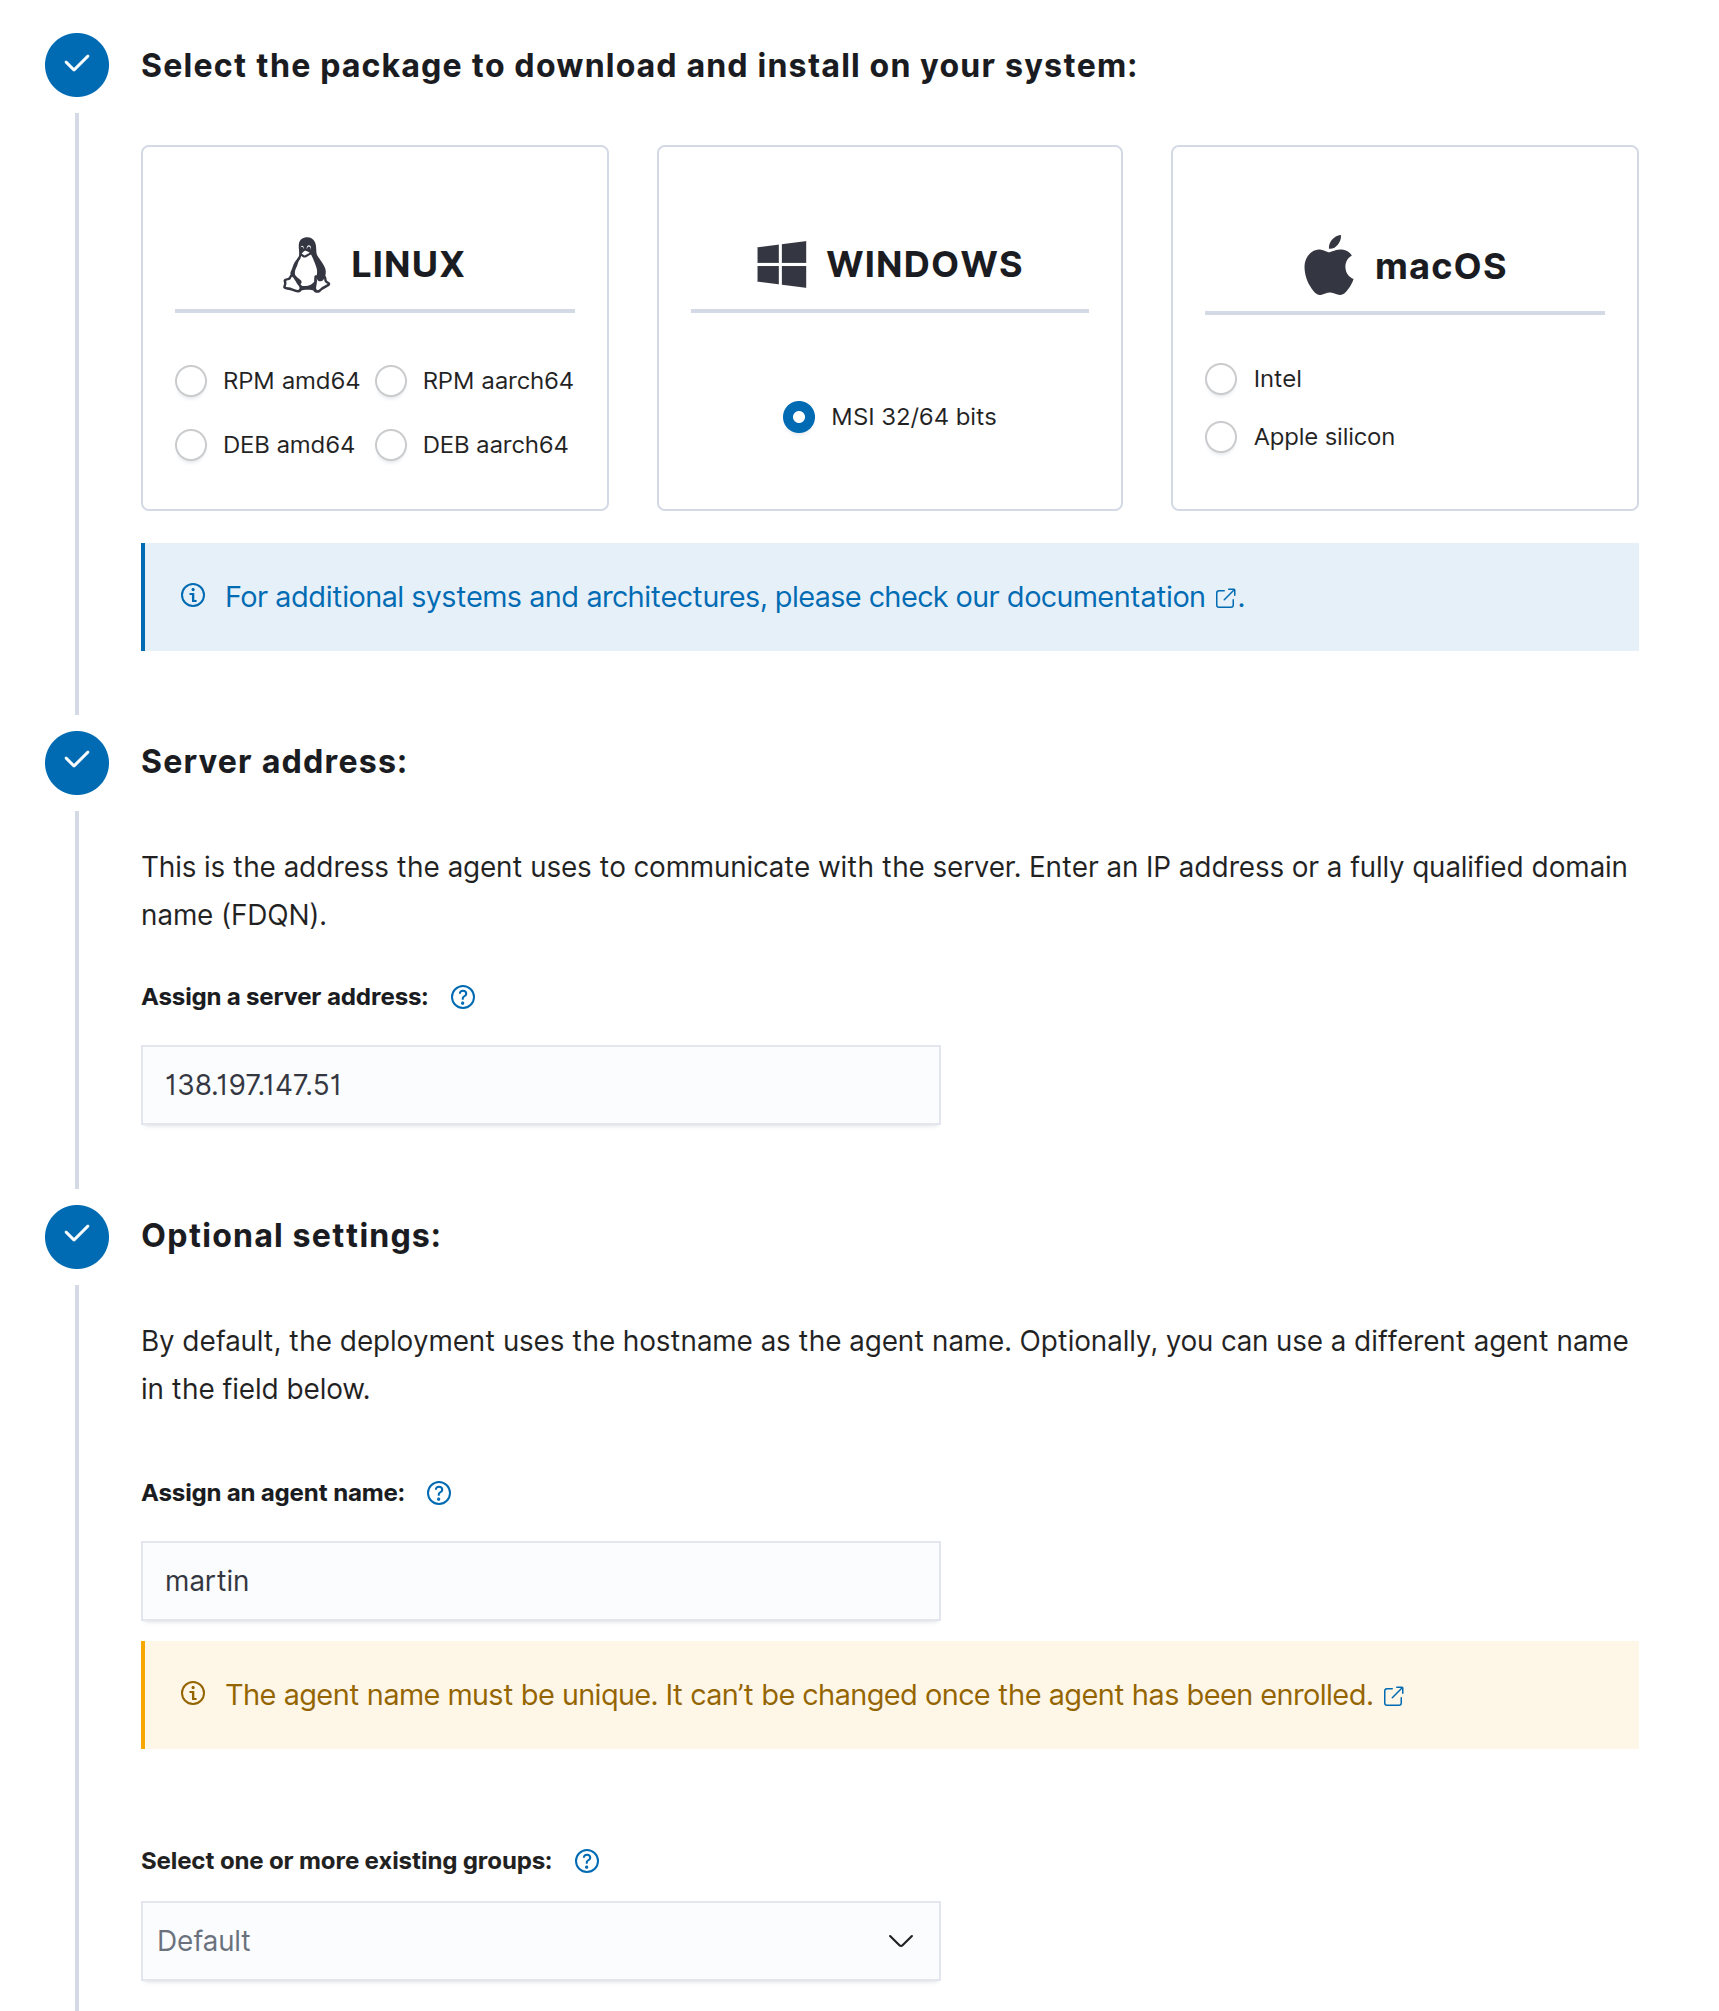 Select the package to download and install on your system:
LINUX
RPM amd64 RPM aarch64
DEB amd64 DEB aarch64
WINDOWS
MSI 32/64 bits
macOS
Intel
Apple silicon
For additional systems and architectures, please check our documentation.
Server address:
This is the address the agent uses to communicate with the server. Enter an IP address or a fully qualified domain
name (FDQN).
Assign a server address:
138.197.147.51
Optional settings:
By default, the deployment uses the hostname as the agent name. Optionally, you can use a different agent name
in the field below.
Assign an agent name:
martin
The agent name must be unique. It can’t be changed once the agent has been enrolled.
Select one or more existing groups:
Default